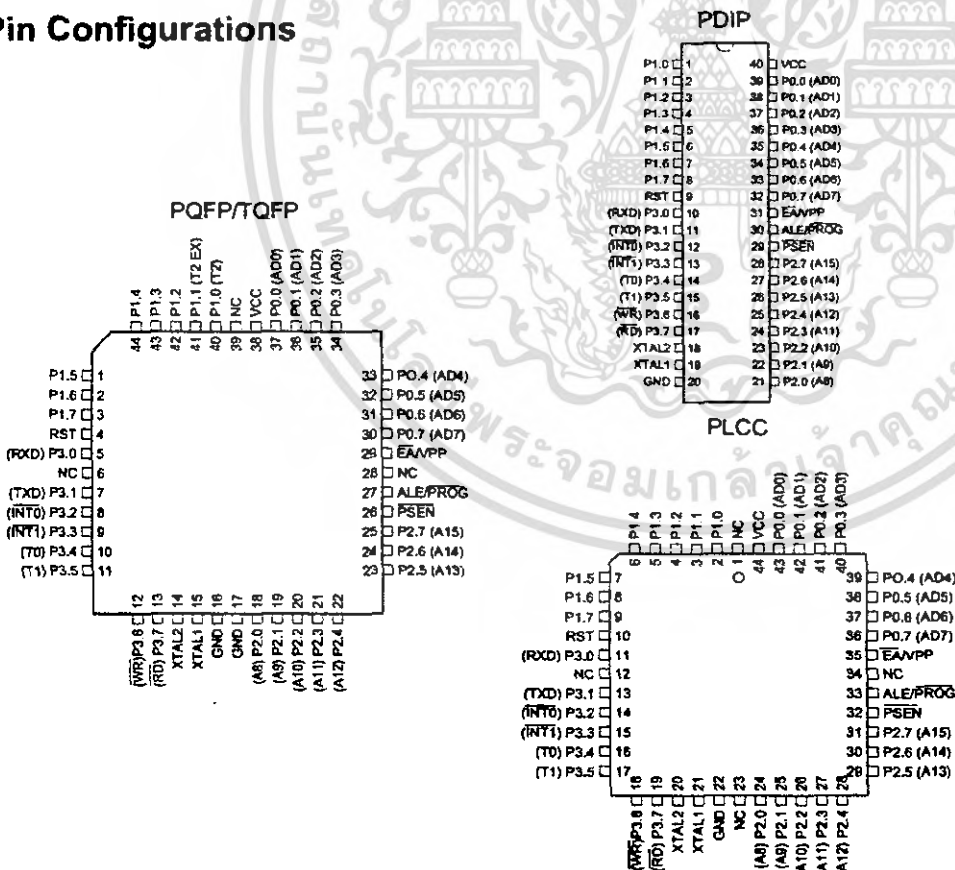 Pin Configurations
PDIP
P1.0 1
P1 1 2
P1.2 3
P1.3 4
P1.4 5
P1.5 6
P1.6 7
P1.7 8
RST 9
(RXD) P3.0 10
(TXD) P3.1 11
(INT0) P3.2 12
(INT1) P3.3 13
(T0) P3.4 14
(T1) P3.5 15
(WR) P3.6 16
(RD) P3.7 17
XTAL2 18
XTAL1 19
GND 20
40 VCC
39 P0.0 (AD0)
38 P0.1 (AD1)
37 P0.2 (AD2)
36 P0.3 (AD3)
35 P0.4 (AD4)
34 P0.5 (AD5)
33 P0.6 (AD6)
32 P0.7 (AD7)
31 EA/VPP
30 ALE/PROG
29 PSEN
28 P2.7 (A15)
27 P2.6 (A14)
26 P2.5 (A13)
25 P2.4 (A12)
24 P2.3 (A11)
23 P2.2 (A10)
22 P2.1 (A9)
21 P2.0 (A8)
PQFP/TQFP
44 P1.4
43 P1.3
42 P1.2
41 P1.1 (T2 EX)
40 P1.0 (T2)
39 NC
38 VCC
37 P0.0 (AD0)
36 P0.1 (AD1)
35 P0.2 (AD2)
34 P0.3 (AD3)
P1.5 1
P1.6 2
P1.7 3
RST 4
(RXD) P3.0 5
NC 6
(TXD) P3.1 7
(INT0) P3.2 8
(INT1) P3.3 9
(T0) P3.4 10
(T1) P3.5 11
33 P0.4 (AD4)
32 P0.5 (AD5)
31 P0.6 (AD6)
30 P0.7 (AD7)
29 EA/VPP
28 NC
27 ALE/PROG
26 PSEN
25 P2.7 (A15)
24 P2.6 (A14)
23 P2.5 (A13)
12 (WR) P3.6
13 (RD) P3.7
14 XTAL2
15 XTAL1
16 GND
17 GND
18 (A8) P2.0
19 (A9) P2.1
20 (A10) P2.2
21 (A11) P2.3
22 (A12) P2.4
PLCC
6 P1.4
5 P1.3
4 P1.2
3 P1.1
2 P1.0
1 NC
44 VCC
43 P0.0 (AD0)
42 P0.1 (AD1)
41 P0.2 (AD2)
40 P0.3 (AD3)
P1.5 7
P1.6 8
P1.7 9
RST 10
(RXD) P3.0 11
NC 12
(TXD) P3.1 13
(INT0) P3.2 14
(INT1) P3.3 15
(T0) P3.4 16
(T1) P3.5 17
39 P0.4 (AD4)
38 P0.5 (AD5)
37 P0.6 (AD6)
36 P0.7 (AD7)
35 EA/VPP
34 NC
33 ALE/PROG
32 PSEN
31 P2.7 (A15)
30 P2.6 (A14)
29 P2.5 (A13)
18 (WR) P3.6
19 (RD) P3.7
20 XTAL2
21 XTAL1
22 GND
23 NC
24 (A8) P2.0
25 (A9) P2.1
26 (A10) P2.2
27 (A11) P2.3
28 (A12) P2.4